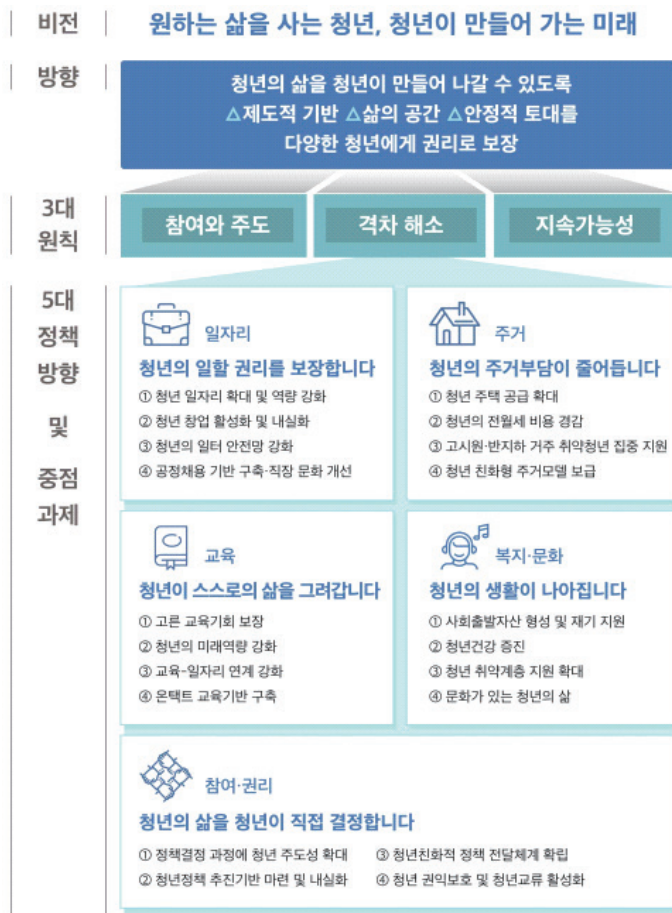 비전
원하는 삶을 사는 청년, 청년이 만들어 가는 미래
방향
청년의 삶을 청년이 만들어 나갈 수 있도록
△제도적 기반 △삶의 공간 △안정적 토대를
다양한 청년에게 권리로 보장
3대
원칙
참여와 주도
격차 해소
지속가능성
5대
정책
방향
및
중점
과제
일자리
청년의 일할 권리를 보장합니다
① 청년 일자리 확대 및 역량 강화
② 청년 창업 활성화 및 내실화
③ 청년의 일터 안전망 강화
④ 공정채용 기반 구축·직장 문화 개선
주거
청년의 주거부담이 줄어듭니다
① 청년 주택 공급 확대
② 청년의 전월세 비용 경감
③ 고시원·반지하 거주 취약청년 집중 지원
④ 청년 친화형 주거모델 보급
교육
청년이 스스로의 삶을 그려갑니다
① 고른 교육기회 보장
② 청년의 미래역량 강화
③ 교육-일자리 연계 강화
④ 온택트 교육기반 구축
복지·문화
청년의 생활이 나아집니다
① 사회출발자산 형성 및 재기 지원
② 청년건강 증진
③ 청년 취약계층 지원 확대
④ 문화가 있는 청년의 삶
참여·권리
청년의 삶을 청년이 직접 결정합니다
① 정책결정 과정에 청년 주도성 확대
② 청년정책 추진기반 마련 및 내실화
③ 청년친화적 정책 전달체계 확립
④ 청년 권익보호 및 청년교류 활성화